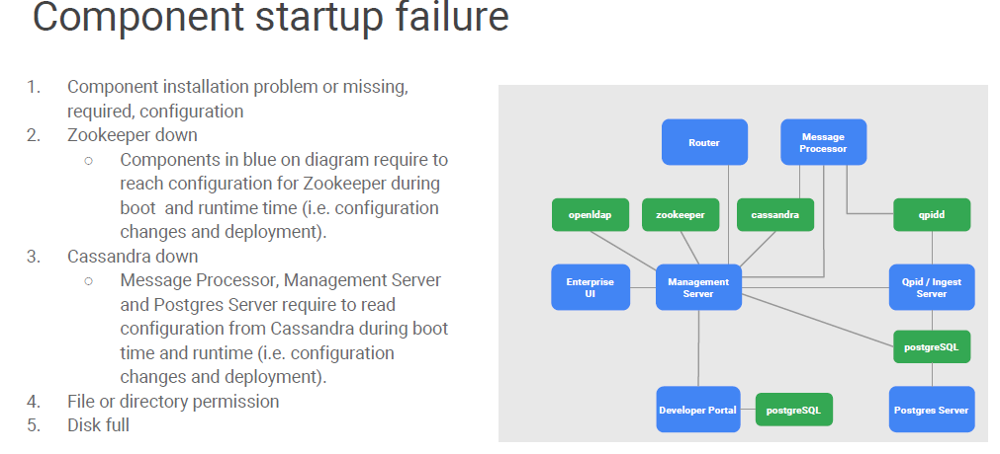 Component startup failure
1. Component installation problem or missing,
required, configuration
2. Zookeeper down
○ Components in blue on diagram require to
reach configuration for Zookeeper during
boot and runtime time (i.e. configuration
changes and deployment).
3. Cassandra down
○ Message Processor, Management Server
and Postgres Server require to read
configuration from Cassandra during boot
time and runtime (i.e. configuration
changes and deployment).
4. File or directory permission
5. Disk full
Router
Message
Processor
openldap
zookeeper
cassandra
qpidd
Enterprise
UI
Management
Server
Qpid / Ingest
Server
postgreSQL
Developer Portal
postgreSQL
Postgres Server